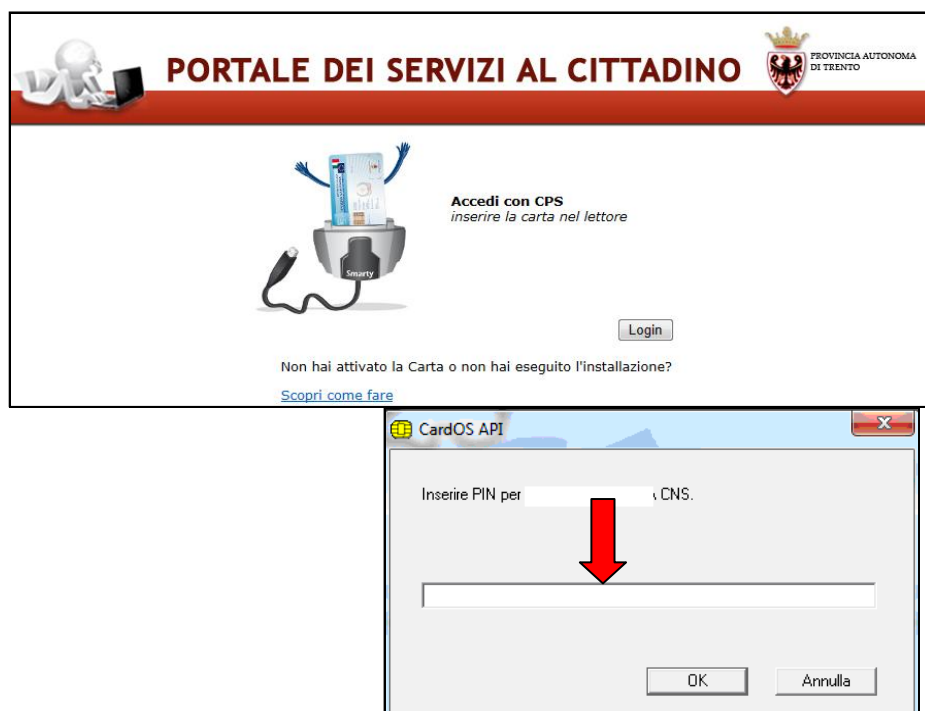 PORTALE DEI SERVIZI AL CITTADINO
PROVINCIA AUTONOMA
DI TRENTO
Accedi con CPS
inserire la carta nel lettore
Smarty
Login
Non hai attivato la Carta o non hai eseguito l'installazione?
Scopri come fare
CardOS API
Inserire PIN per CNS.
OK Annulla